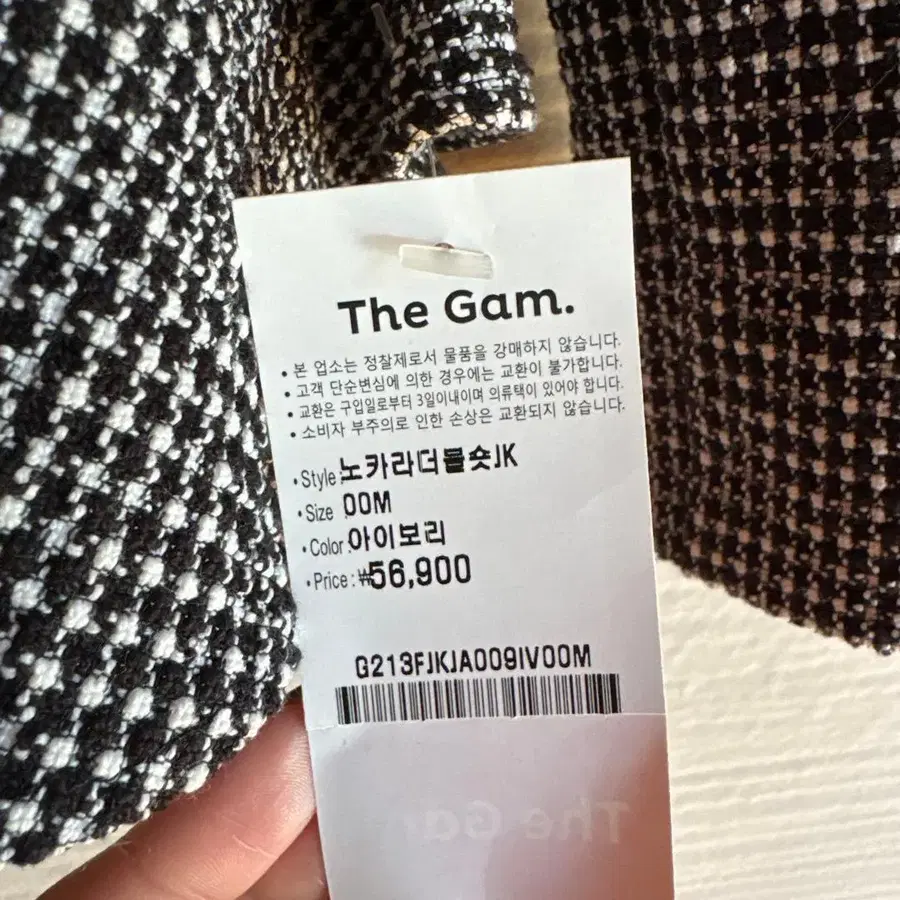 The Gam.
• 본 업소는 정찰제로서 물품을 강매하지 않습니다.
• 고객 단순변심에 의한 경우에는 교환이 불가합니다.
• 교환은 구입일로부터 3일이내이며 의류택이 있어야 합니다.
• 소비자 부주의로 인한 손상은 교환되지 않습니다.
• Style 노카라더블숏JK
• Size 00M
• Color 아이보리
• Price : ₩56,900
G213FJKJA009IV00M
The Gam